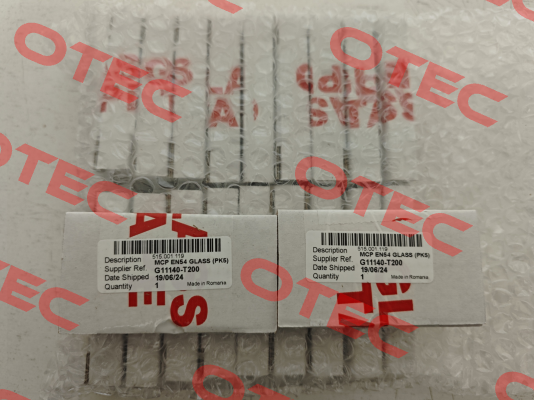 OTEC
OTEC
OTEC
OTEC
515.001.119
Description MCP EN54 GLASS (PK5)
Supplier Ref. G11140-T200
Date Shipped 19/06/24
Quantity 1 Made in Romania
515.001.119
Description MCP EN54 GLASS (PK5)
Supplier Ref. G11140-T200
Date Shipped 19/06/24
Quantity 1 Made in Romania
OTEC
OTEC
OTEC